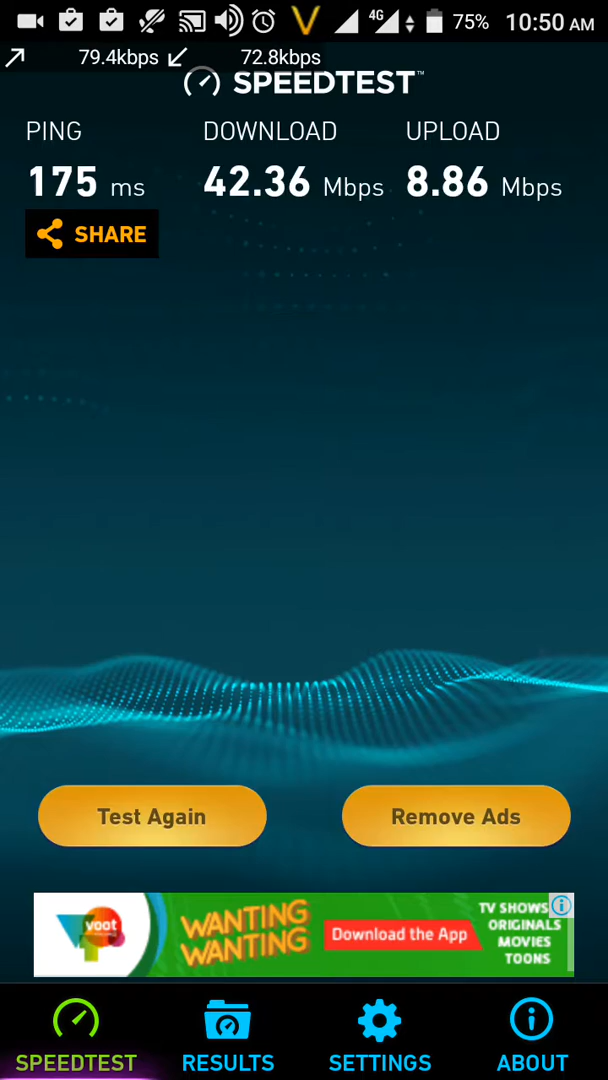 4G 75% 10:50 AM
79.4kbps 72.8kbps
SPEEDTEST™
PING DOWNLOAD UPLOAD
175 ms 42.36 Mbps 8.86 Mbps
SHARE
Test Again Remove Ads
voot
WANTING
WANTING
Download the App
TV SHOWS
ORIGINALS
MOVIES
TOONS
SPEEDTEST RESULTS SETTINGS ABOUT